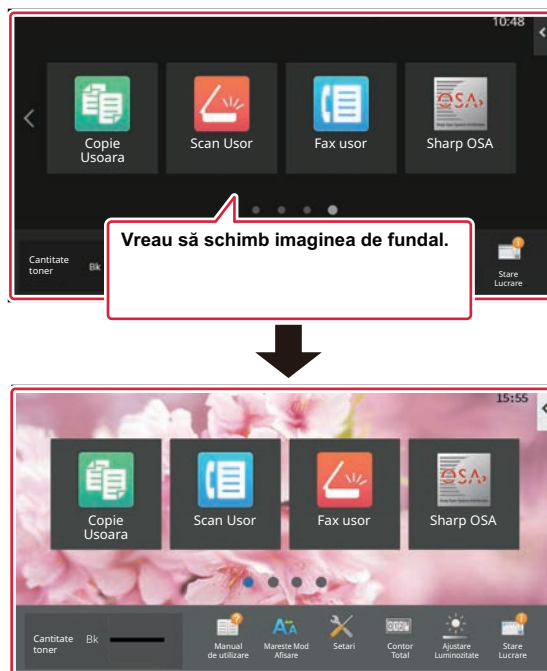 10:48
Copie
Usoara
Scan Usor
Fax usor
OSA
Sharp OSA
Vreau să schimb imaginea de fundal.
Cantitate
toner
Bk
Stare
Lucrare
15:55
Copie
Usoara
Scan Usor
Fax usor
OSA
Sharp OSA
Cantitate
toner
Bk
Manual
de utilizare
Mareste Mod
Afisare
Setari
Contor
Total
Ajustare
Luminozitate
Stare
Lucrare